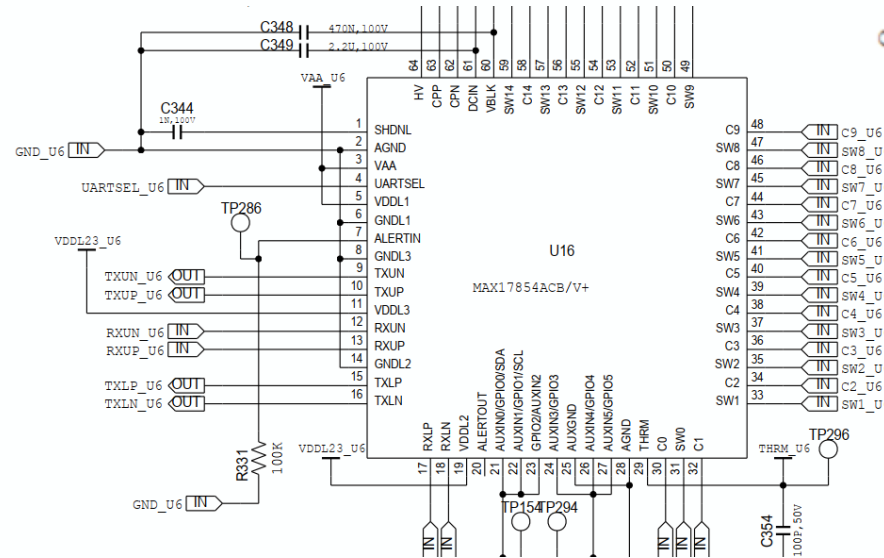 C348
470N,100V
C349
2.2U,100V
VAA_U6
C344
1N,100V
64
63
62
61
60
59
58
57
56
55
54
53
52
51
50
49
HV
CPP
CPN
DCIN
VBLK
SW14
C14
SW13
C13
SW12
C12
SW11
C11
SW10
C10
SW9
GND_U6 IN
UARTSEL_U6 IN
TP286
VDDL23_U6
TXUN_U6 OUT
TXUP_U6 OUT
RXUN_U6 IN
RXUP_U6 IN
TXLP_U6 OUT
TXLN_U6 OUT
1 SHDNL
2 AGND
3 VAA
4 UARTSEL
5 VDDL1
6 GNDL1
7 ALERTIN
8 GNDL3
9 TXUN
10 TXUP
11 VDDL3
12 RXUN
13 RXUP
14 GNDL2
15 TXLP
16 TXLN
U16
MAX17854ACB/V+
C9 48 IN C9_U6
SW8 47 IN SW8_U
C8 46 IN C8_U6
SW7 45 IN SW7_U
C7 44 IN C7_U6
SW6 43 IN SW6_U
C6 42 IN C6_U6
SW5 41 IN SW5_U
C5 40 IN C5_U6
SW4 39 IN SW4_U
C4 38 IN C4_U6
SW3 37 IN SW3_U
C3 36 IN C3_U6
SW2 35 IN SW2_U
C2 34 IN C2_U6
SW1 33 IN SW1_U
RXLP
RXLN
VDDL2
ALERTOUT
AUXIN0/GPIO0/SDA
AUXIN1/GPIO1/SCL
GPIO2/AUXIN2
AUXIN3/GPIO3
AUXGND
AUXIN4/GPIO4
AUXIN5/GPIO5
AGND
THRM
C0
SW0
C1
17
18
19
20
21
22
23
24
25
26
27
28
29
30
31
32
R331
100K
VDDL23_U6
GND_U6 IN
THRM_U6
TP296
TP154
TP294
C354
100P,50V
IN
IN
IN
IN
IN